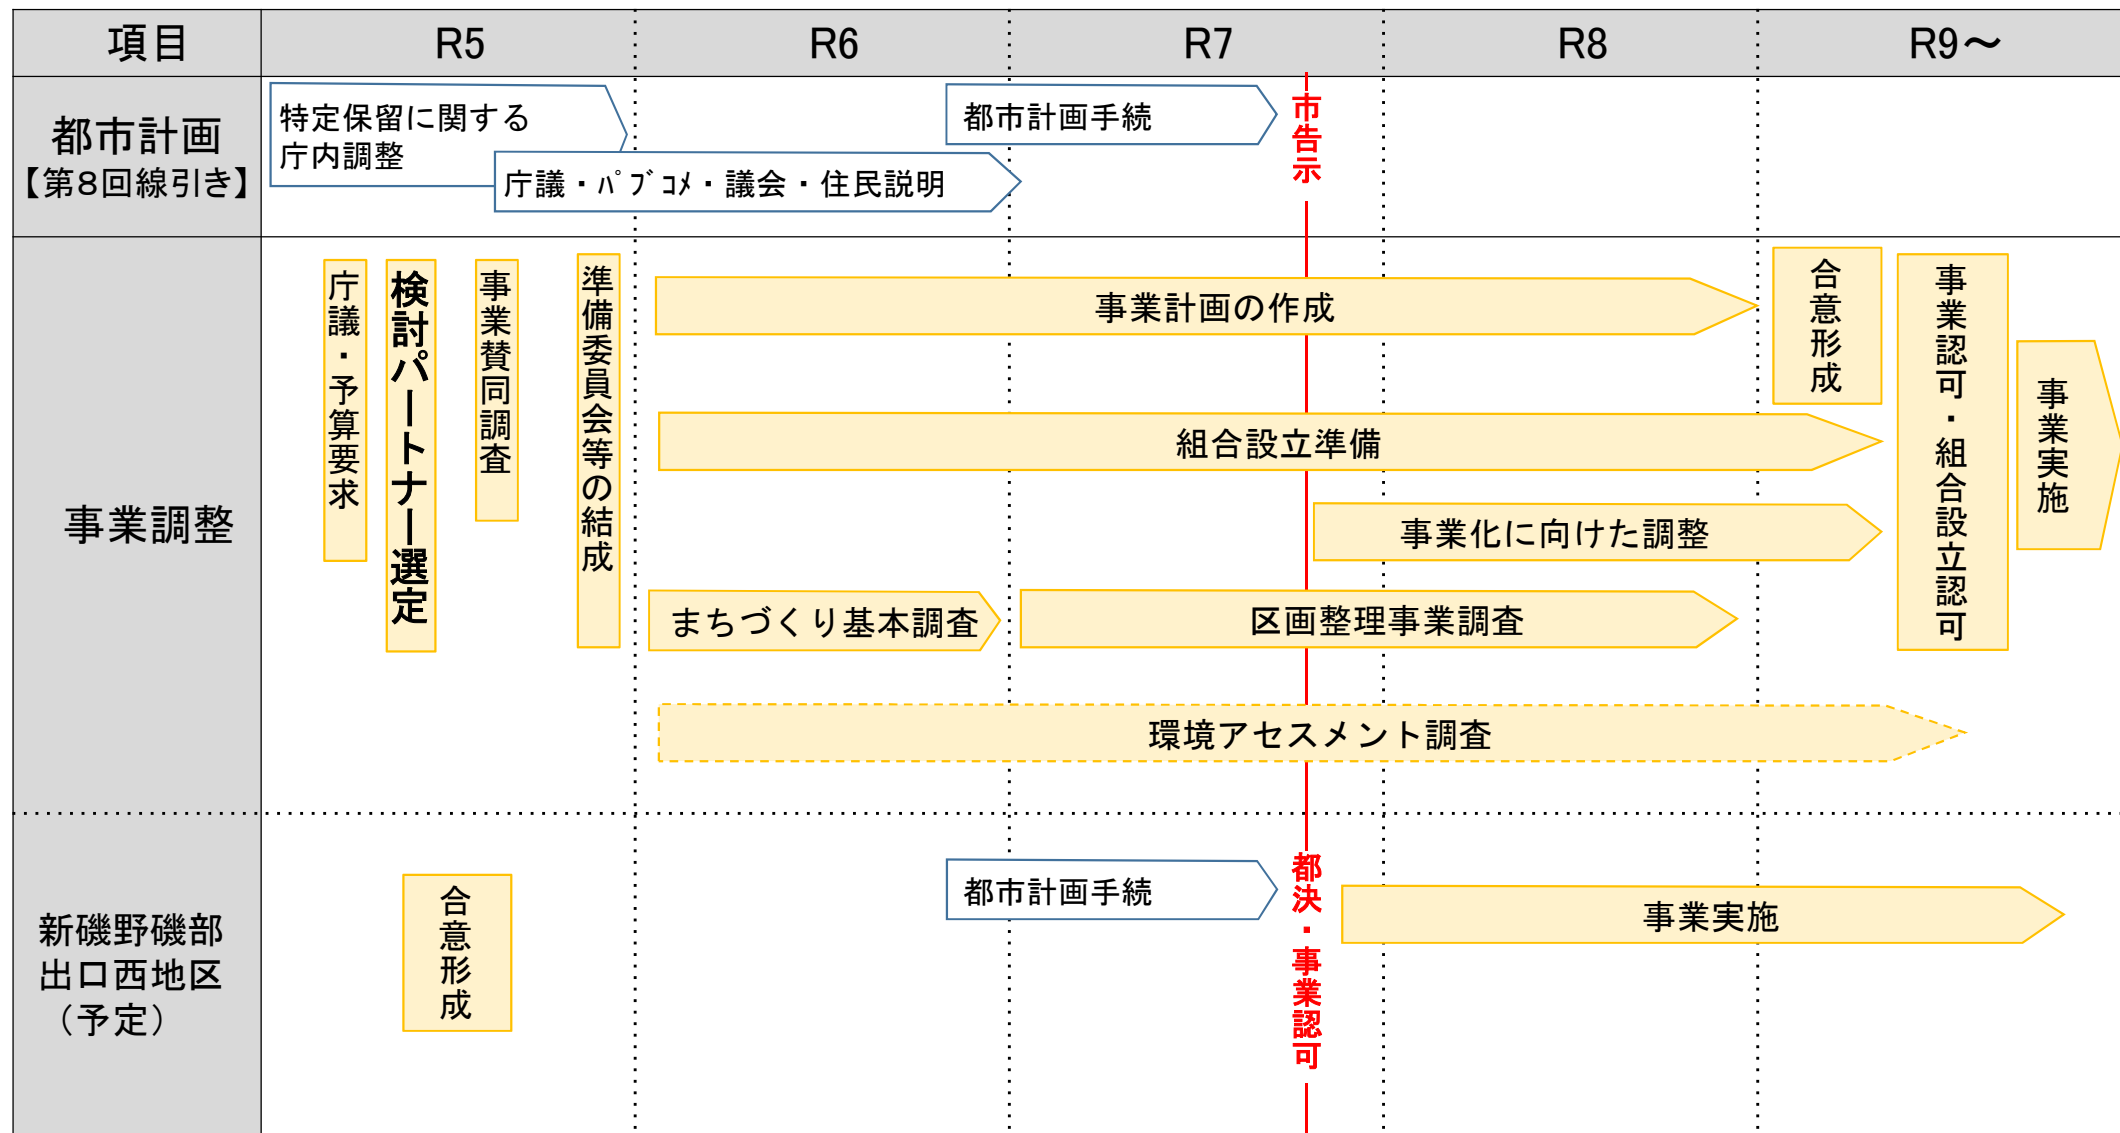 項目
R5
R6
R7
R8
R9～
都市計画
【第8回線引き】
特定保留に関する
庁内調整
庁議・ﾊﾟﾌﾞｺﾒ・議会・住民説明
都市計画手続
市告示
事業調整
庁議・予算要求
検討パートナー選定
事業賛同調査
準備委員会等の結成
事業計画の作成
組合設立準備
事業化に向けた調整
まちづくり基本調査
区画整理事業調査
環境アセスメント調査
合意形成
事業認可・組合設立認可
事業実施
新磯野磯部
出口西地区
（予定）
合意形成
都市計画手続
都決・事業認可
事業実施